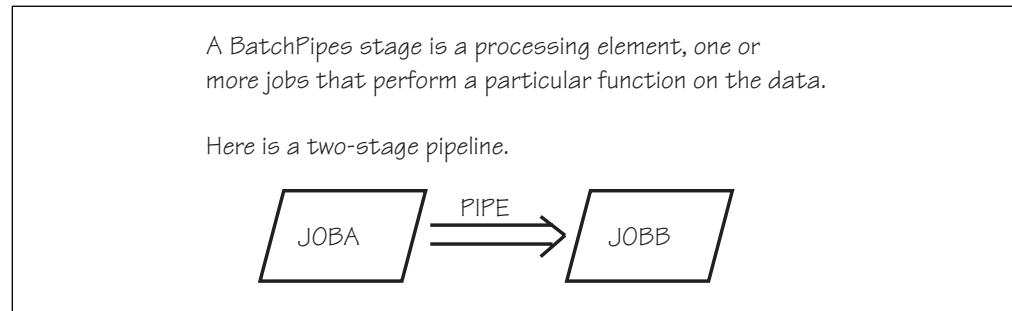 A BatchPipes stage is a processing element, one or
more jobs that perform a particular function on the data.
Here is a two-stage pipeline.
PIPE
JOBA
JOBB